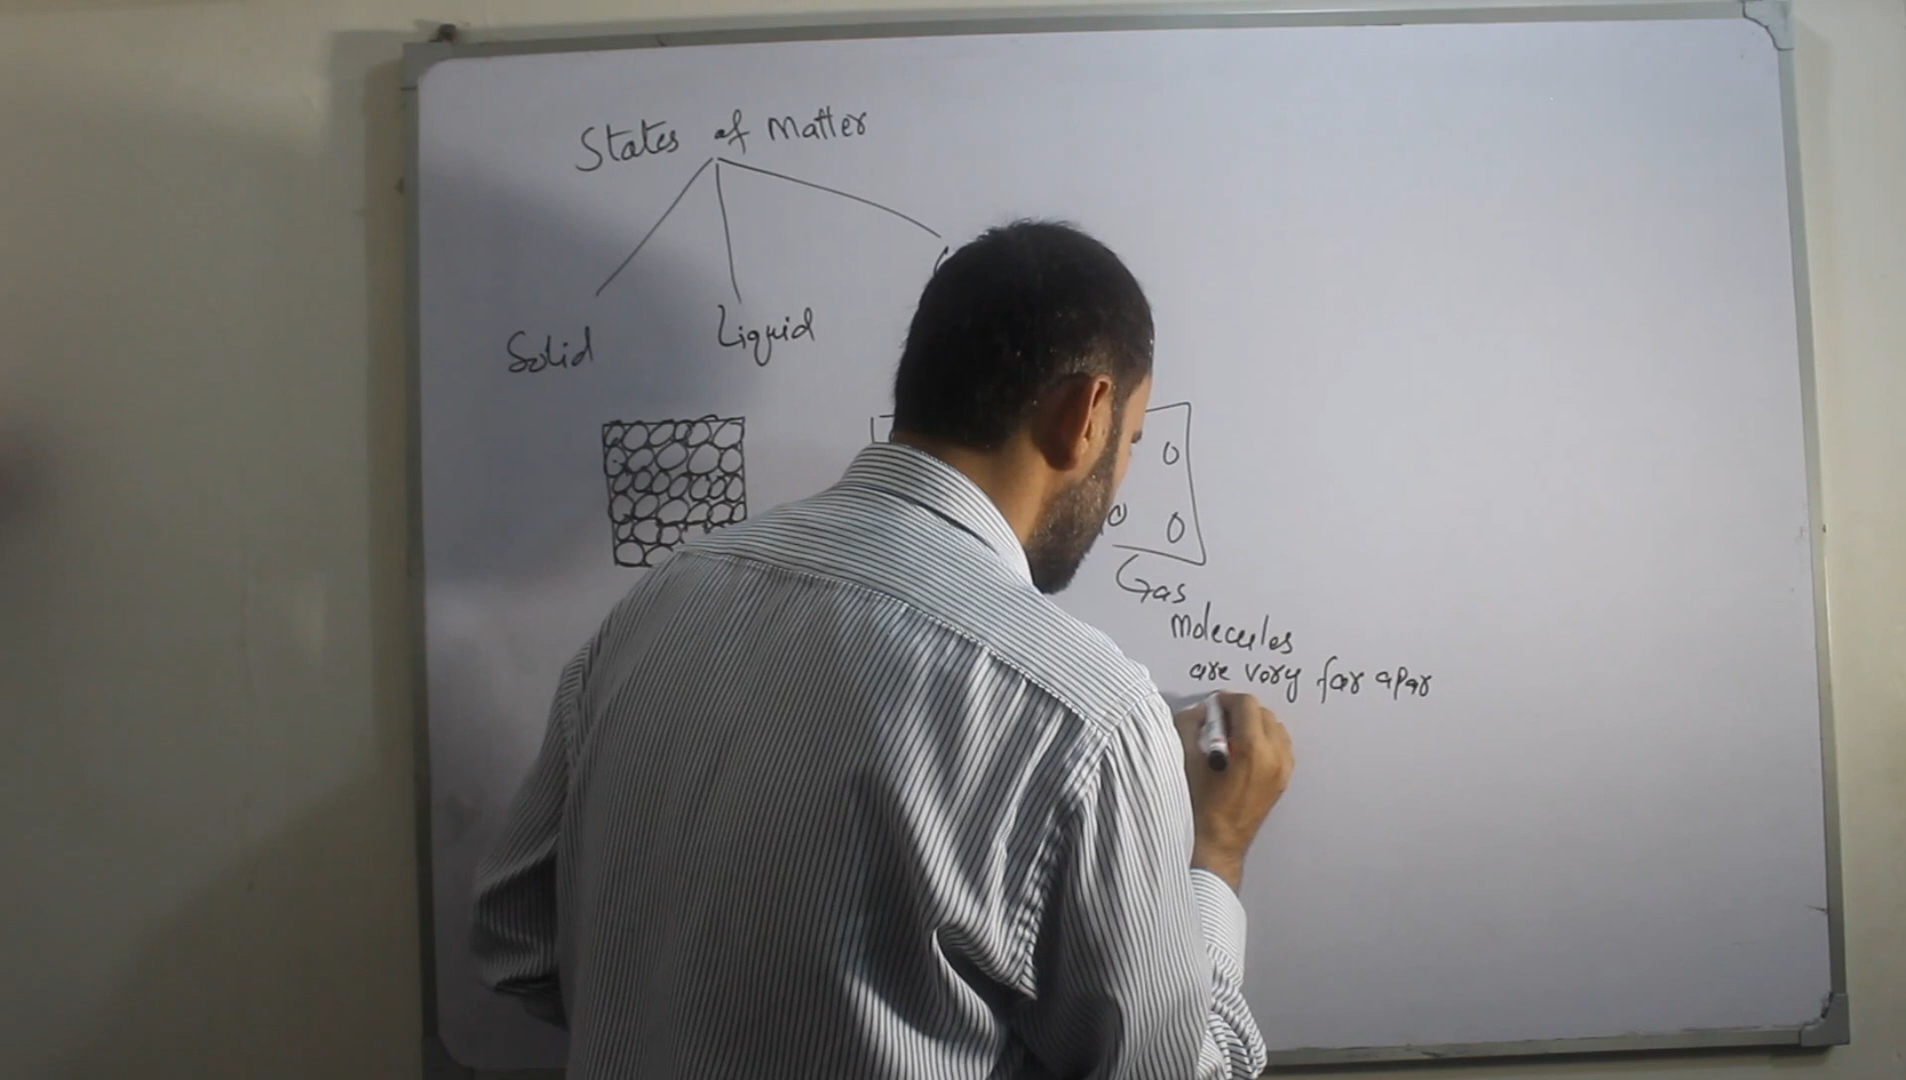 States of Matter
Solid
Liquid
Gas
Molecules
are very far apar